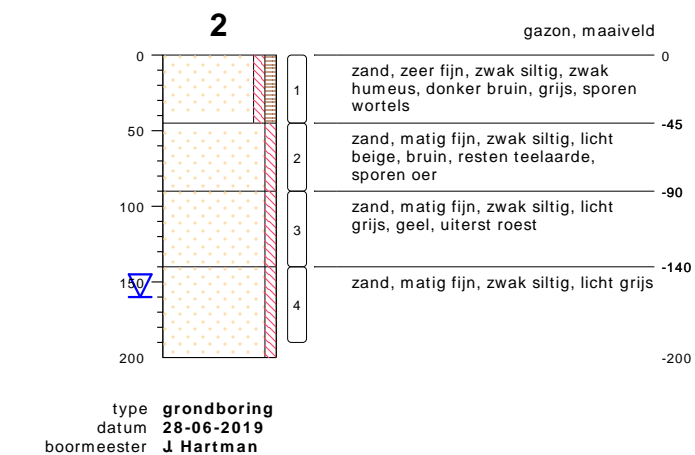 2
gazon, maaiveld
0
0
zand, zeer fijn, zwak siltig, zwak
humeus, donker bruin, grijs, sporen
wortels
1
-45
50
zand, matig fijn, zwak siltig, licht
beige, bruin, resten teelaarde,
sporen oer
2
-90
100
zand, matig fijn, zwak siltig, licht
grijs, geel, uiterst roest
3
-140
150
zand, matig fijn, zwak siltig, licht grijs
4
200
-200
type grondboring
datum 28-06-2019
boormeester J. Hartman